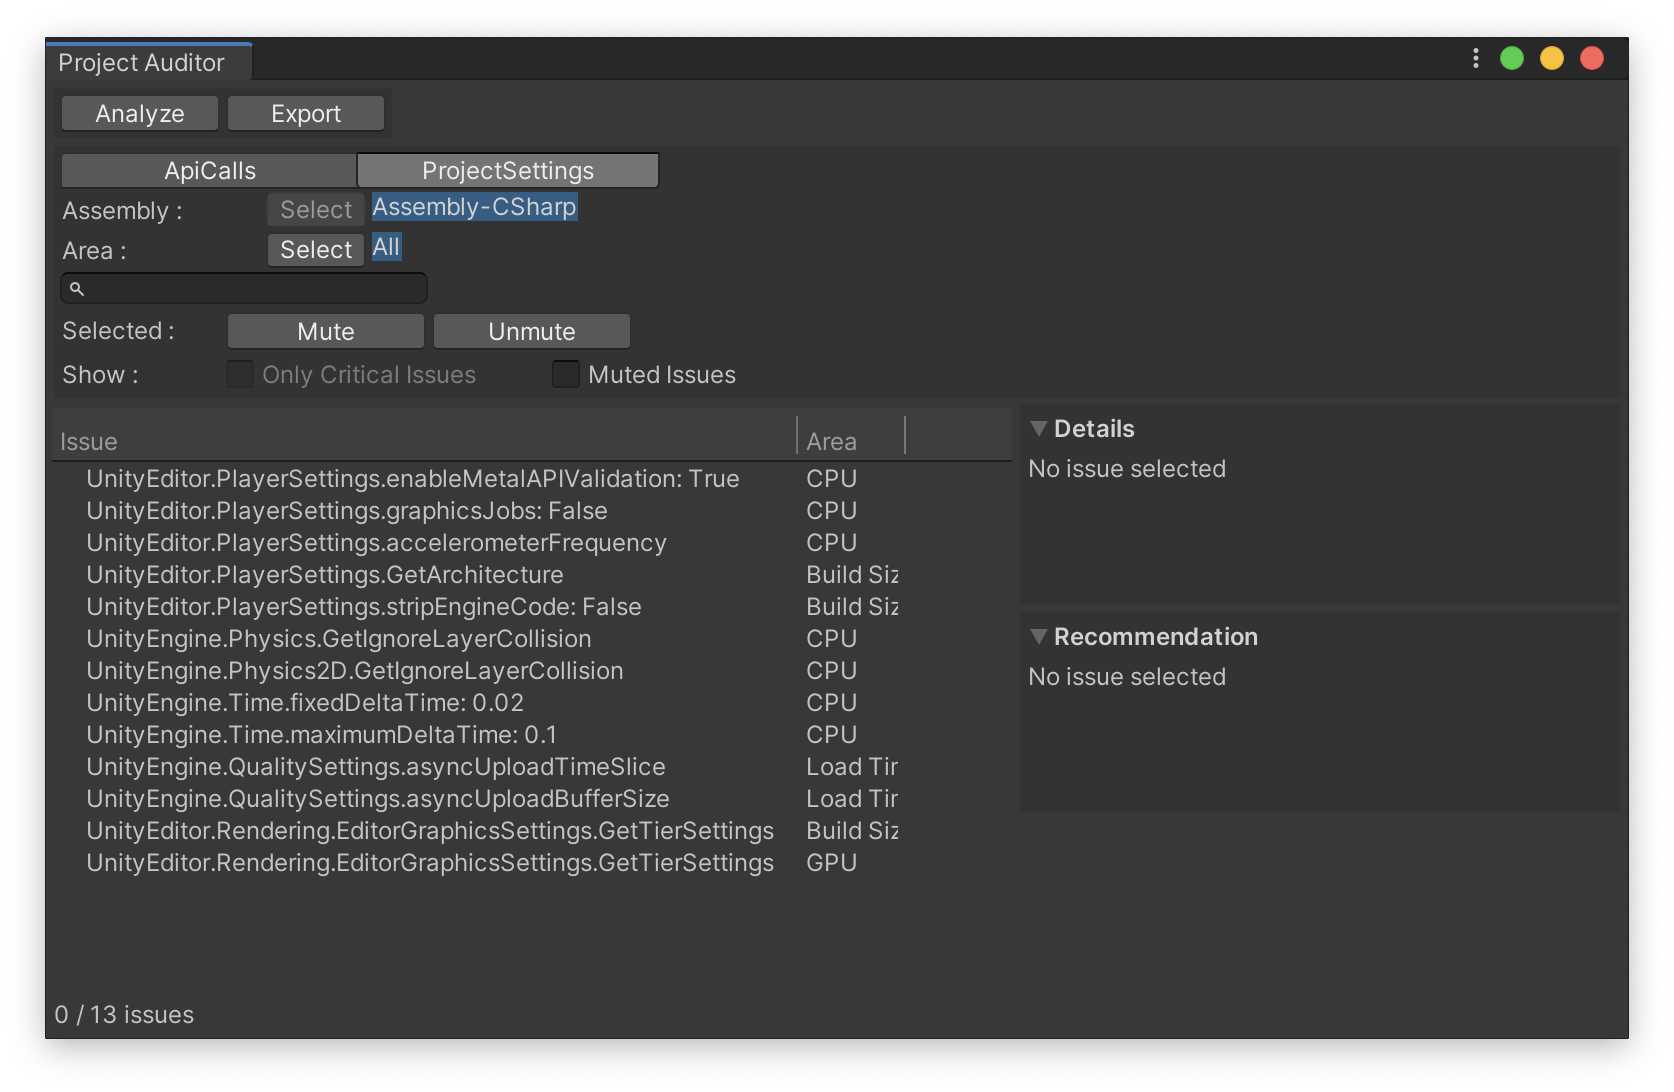 Project Auditor
Analyze Export
ApiCalls ProjectSettings
Assembly : Select Assembly-CSharp
Area : Select All
Selected : Mute Unmute
Show : Only Critical Issues Muted Issues
Issue Area
UnityEditor.PlayerSettings.enableMetalAPIValidation: True CPU
UnityEditor.PlayerSettings.graphicsJobs: False CPU
UnityEditor.PlayerSettings.accelerometerFrequency CPU
UnityEditor.PlayerSettings.GetArchitecture Build Siz
UnityEditor.PlayerSettings.stripEngineCode: False Build Siz
UnityEngine.Physics.GetIgnoreLayerCollision CPU
UnityEngine.Physics2D.GetIgnoreLayerCollision CPU
UnityEngine.Time.fixedDeltaTime: 0.02 CPU
UnityEngine.Time.maximumDeltaTime: 0.1 CPU
UnityEngine.QualitySettings.asyncUploadTimeSlice Load Tir
UnityEngine.QualitySettings.asyncUploadBufferSize Load Tir
UnityEditor.Rendering.EditorGraphicsSettings.GetTierSettings Build Siz
UnityEditor.Rendering.EditorGraphicsSettings.GetTierSettings GPU
Details
No issue selected
Recommendation
No issue selected
0 / 13 issues